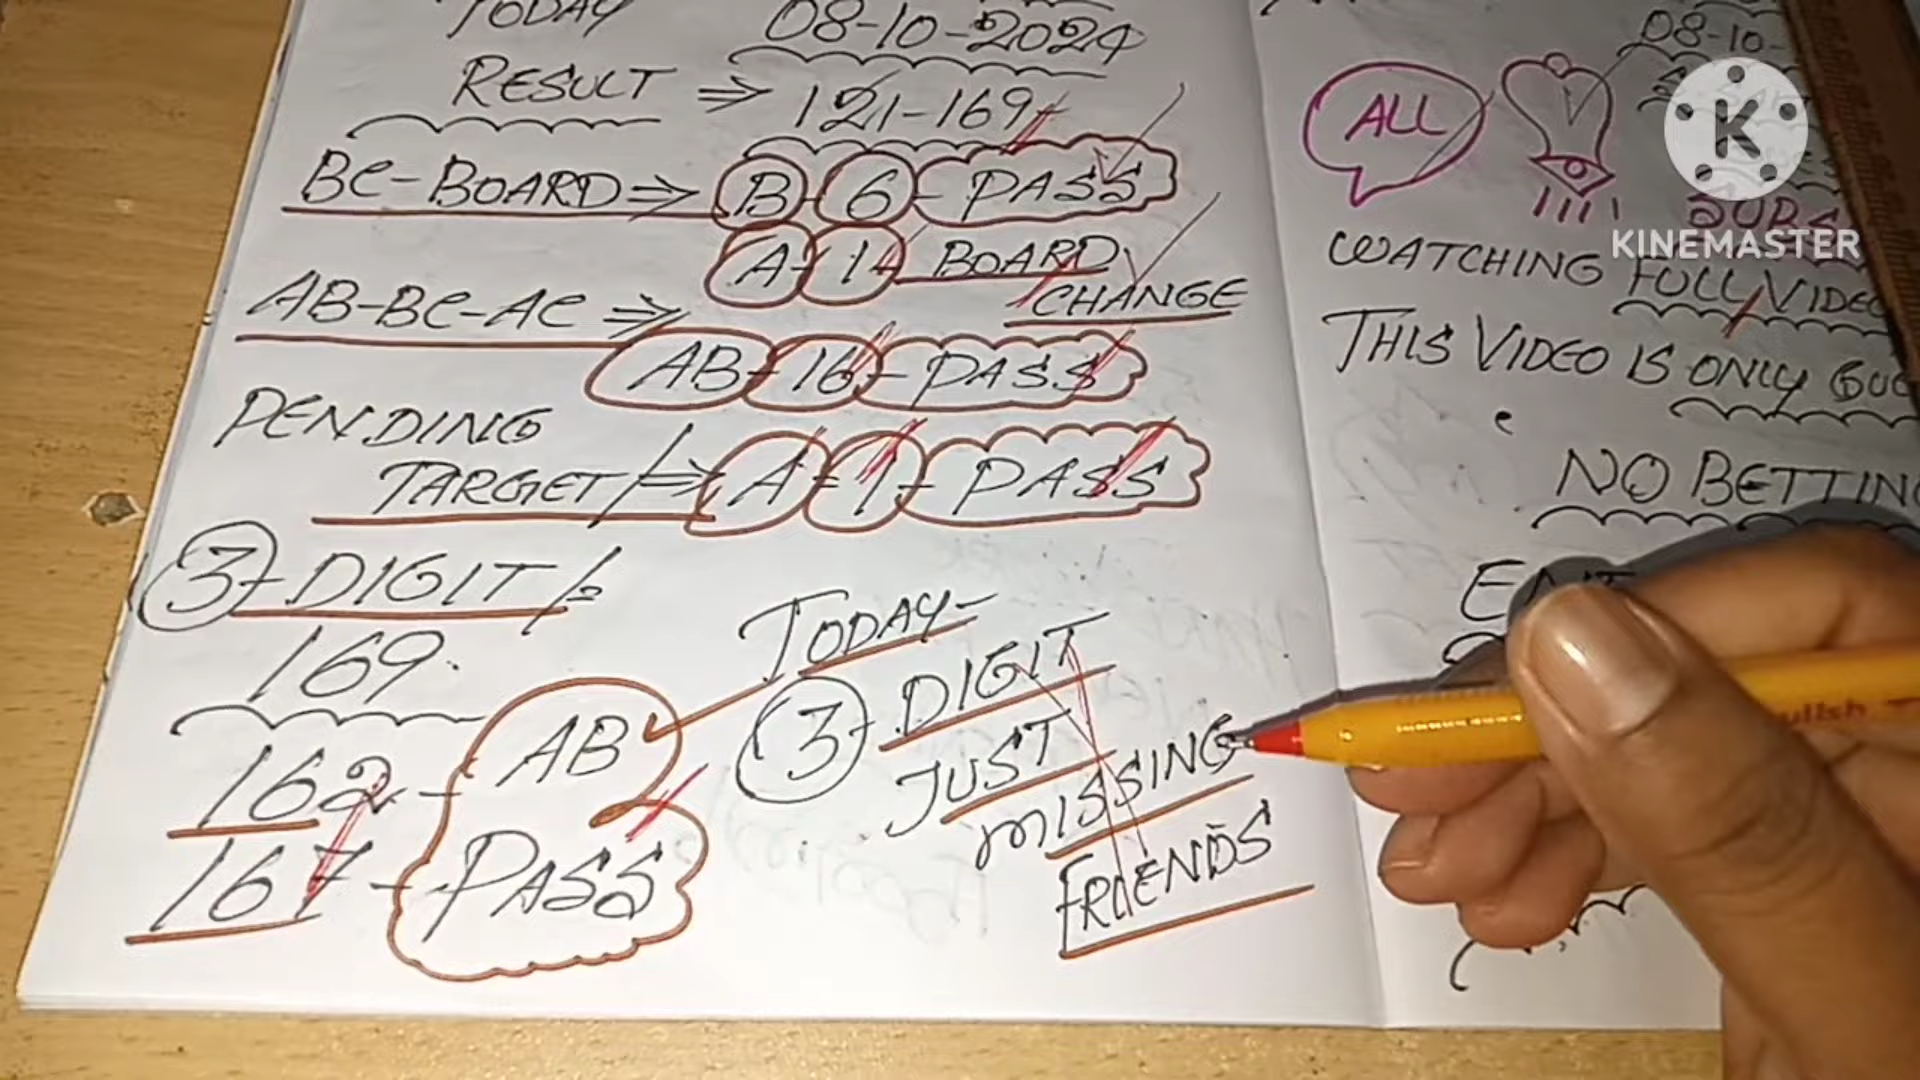 TODAY 08-10-2024
RESULT ⇒ 121-169
BC-BOARD ⇒ B-6-PASS
A-1- BOARD
CHANGE
AB-BC-AC ⇒
AB-16-PASS
PENDING
TARGET/⇒ A-1-PASS
3-DIGIT/=
169
162-AB
167--PASS
TODAY-
3-DIGIT
JUST
MISSING
FRIENDS
08-10-
ALL
K
KINEMASTER
WATCHING FULL VIDEO
THIS VIDEO IS ONLY
NO BETTING